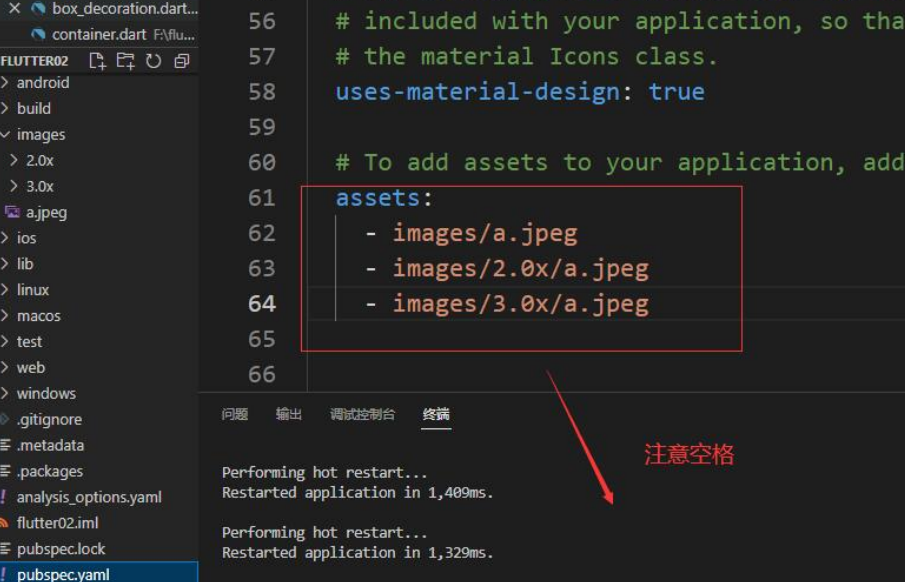 box_decoration.dart...
container.dart F:\flu...
FLUTTER02
android
build
images
2.0x
3.0x
a.jpeg
ios
lib
linux
macos
test
web
windows
.gitignore
.metadata
.packages
analysis_options.yaml
flutter02.iml
pubspec.lock
pubspec.yaml
56 # included with your application, so tha
57 # the material Icons class.
58 uses-material-design: true
59
60 # To add assets to your application, add
61 assets:
62 - images/a.jpeg
63 - images/2.0x/a.jpeg
64 - images/3.0x/a.jpeg
65
66
问题 输出 调试控制台 终端
注意空格
Performing hot restart...
Restarted application in 1,409ms.
Performing hot restart...
Restarted application in 1,329ms.